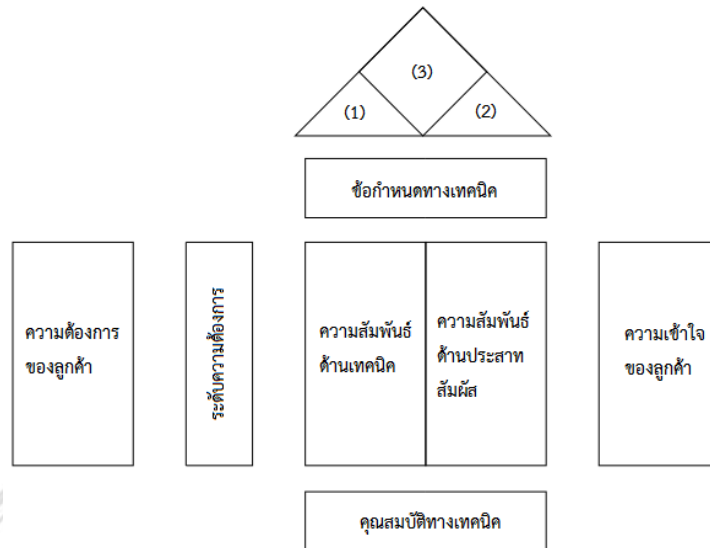 (3)
(1)
(2)
ข้อกำหนดทางเทคนิค
ความต้องการ
ของลูกค้า
ระดับความต้องการ
ความสัมพันธ์
ด้านเทคนิค
ความสัมพันธ์
ด้านประสาท
สัมผัส
ความเข้าใจ
ของลูกค้า
คุณสมบัติทางเทคนิค